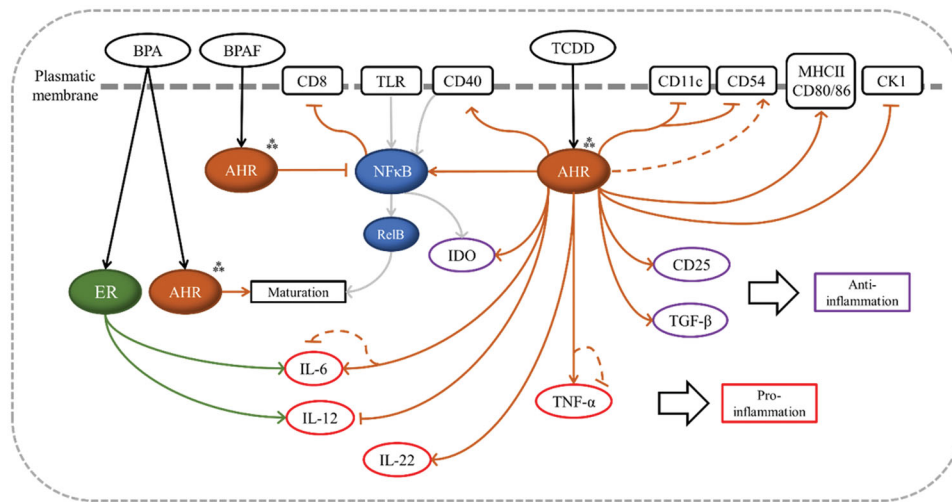 BPA
BPAF
TCDD
Plasmatic
membrane
CD8
TLR
CD40
CD11c
CD54
MHCII
CD80/86
CK1
AHR
*
**
NFκB
AHR
*
**
RelB
IDO
CD25
Anti-
inflammation
ER
AHR
*
**
Maturation
TGF-β
IL-6
TNF-α
Pro-
inflammation
IL-12
IL-22